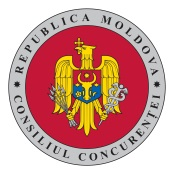 REPUBLICA MOLDOVA
CONSILIUL CONCURENȚEI